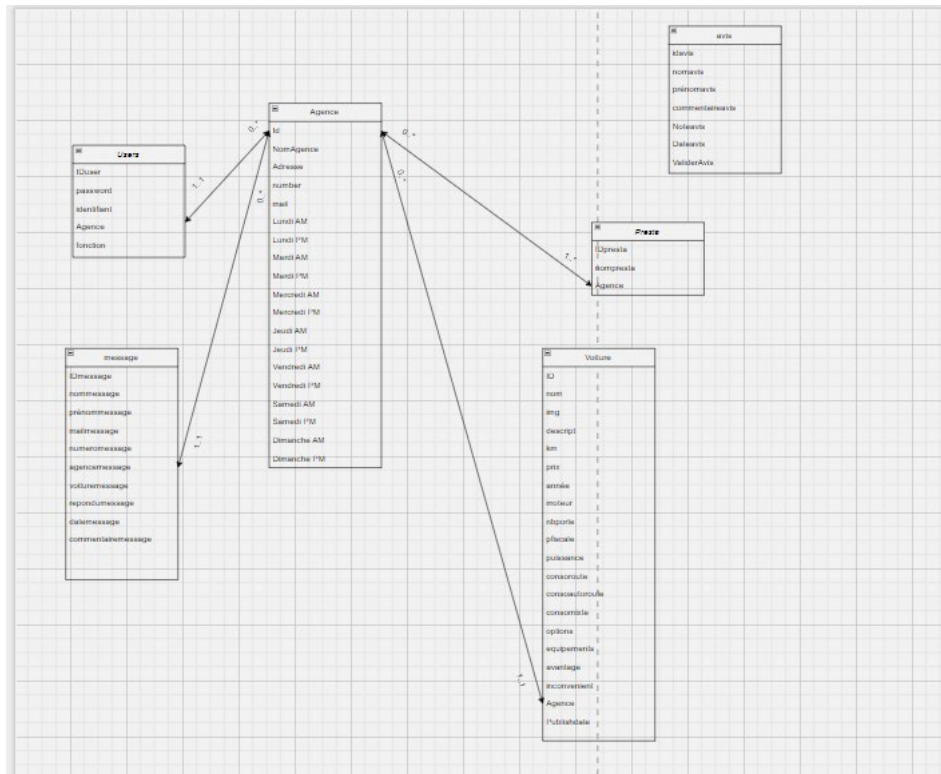 avis
idavis
nomavis
prénomavis
commentaireavis
Noteavis
Dateavis
ValiderAvis
Agence
Id
NomAgence
Adresse
number
mail
Lundi AM
Lundi PM
Mardi AM
Mardi PM
Mercredi AM
Mercredi PM
Jeudi AM
Jeudi PM
Vendredi AM
Vendredi PM
Samedi AM
Samedi PM
Dimanche AM
Dimanche PM
0..*
0..*
0..*
0..*
Users
IDuser
password
identifient
Agence
fonction
1..1
Presta
IDpresta
nompresta
Agence
1..*
message
IDmessage
nommessage
prénommessage
mailmessage
numeromessage
agencemessage
voituremessage
repondumessage
datemessage
commentairemessage
1..1
Voiture
ID
nom
img
descript
km
prix
année
moteur
nbporte
pfiscale
puissance
consoroute
consoautoroute
consomixte
options
equipements
avantage
inconvenient
Agence
Publishdate
1..1